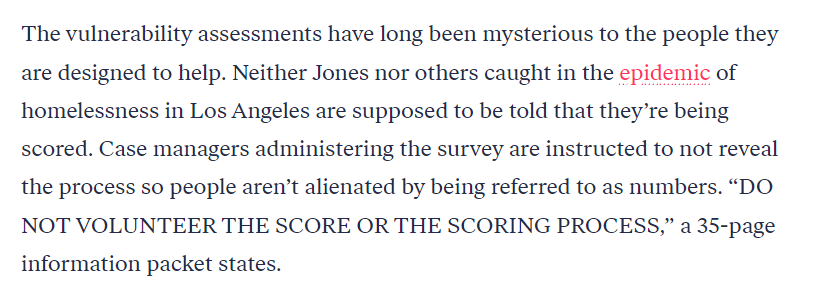 The vulnerability assessments have long been mysterious to the people they
are designed to help. Neither Jones nor others caught in the epidemic of
homelessness in Los Angeles are supposed to be told that they’re being
scored. Case managers administering the survey are instructed to not reveal
the process so people aren’t alienated by being referred to as numbers. “DO
NOT VOLUNTEER THE SCORE OR THE SCORING PROCESS,” a 35-page
information packet states.